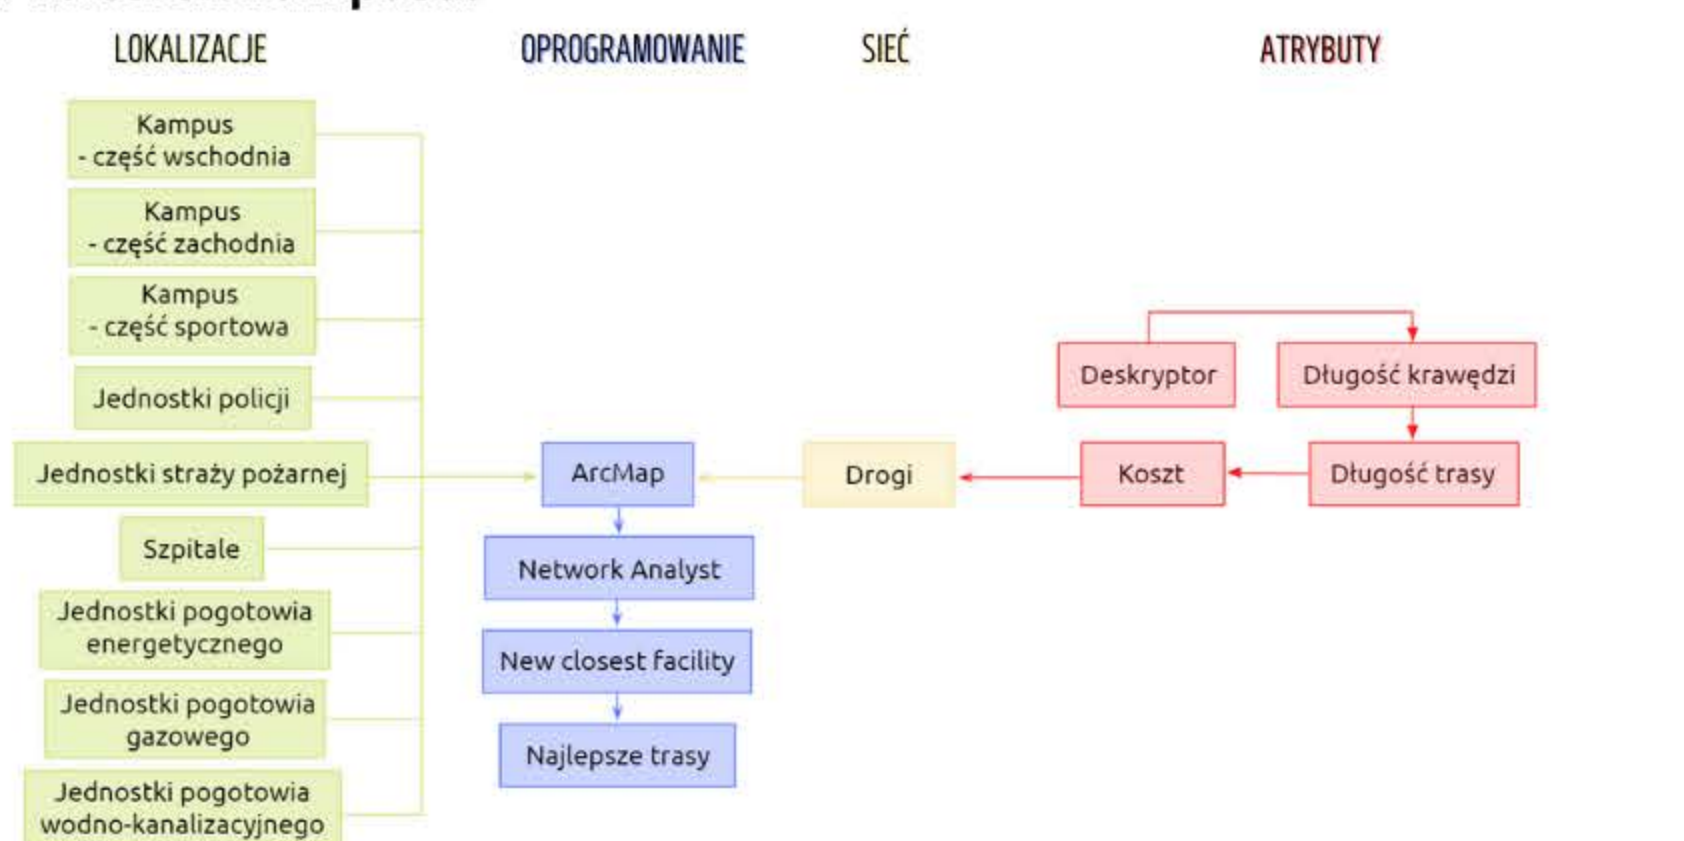 LOKALIZACJE
OPROGRAMOWANIE
SIEĆ
ATRYBUTY
Kampus
- część wschodnia
Kampus
- część zachodnia
Kampus
- część sportowa
Jednostki policji
Jednostki straży pożarnej
Szpitale
Jednostki pogotowia
energetycznego
Jednostki pogotowia
gazowego
Jednostki pogotowia
wodno-kanalizacyjnego
ArcMap
Network Analyst
New closest facility
Najlepsze trasy
Drogi
Deskryptor
Długość krawędzi
Koszt
Długość trasy